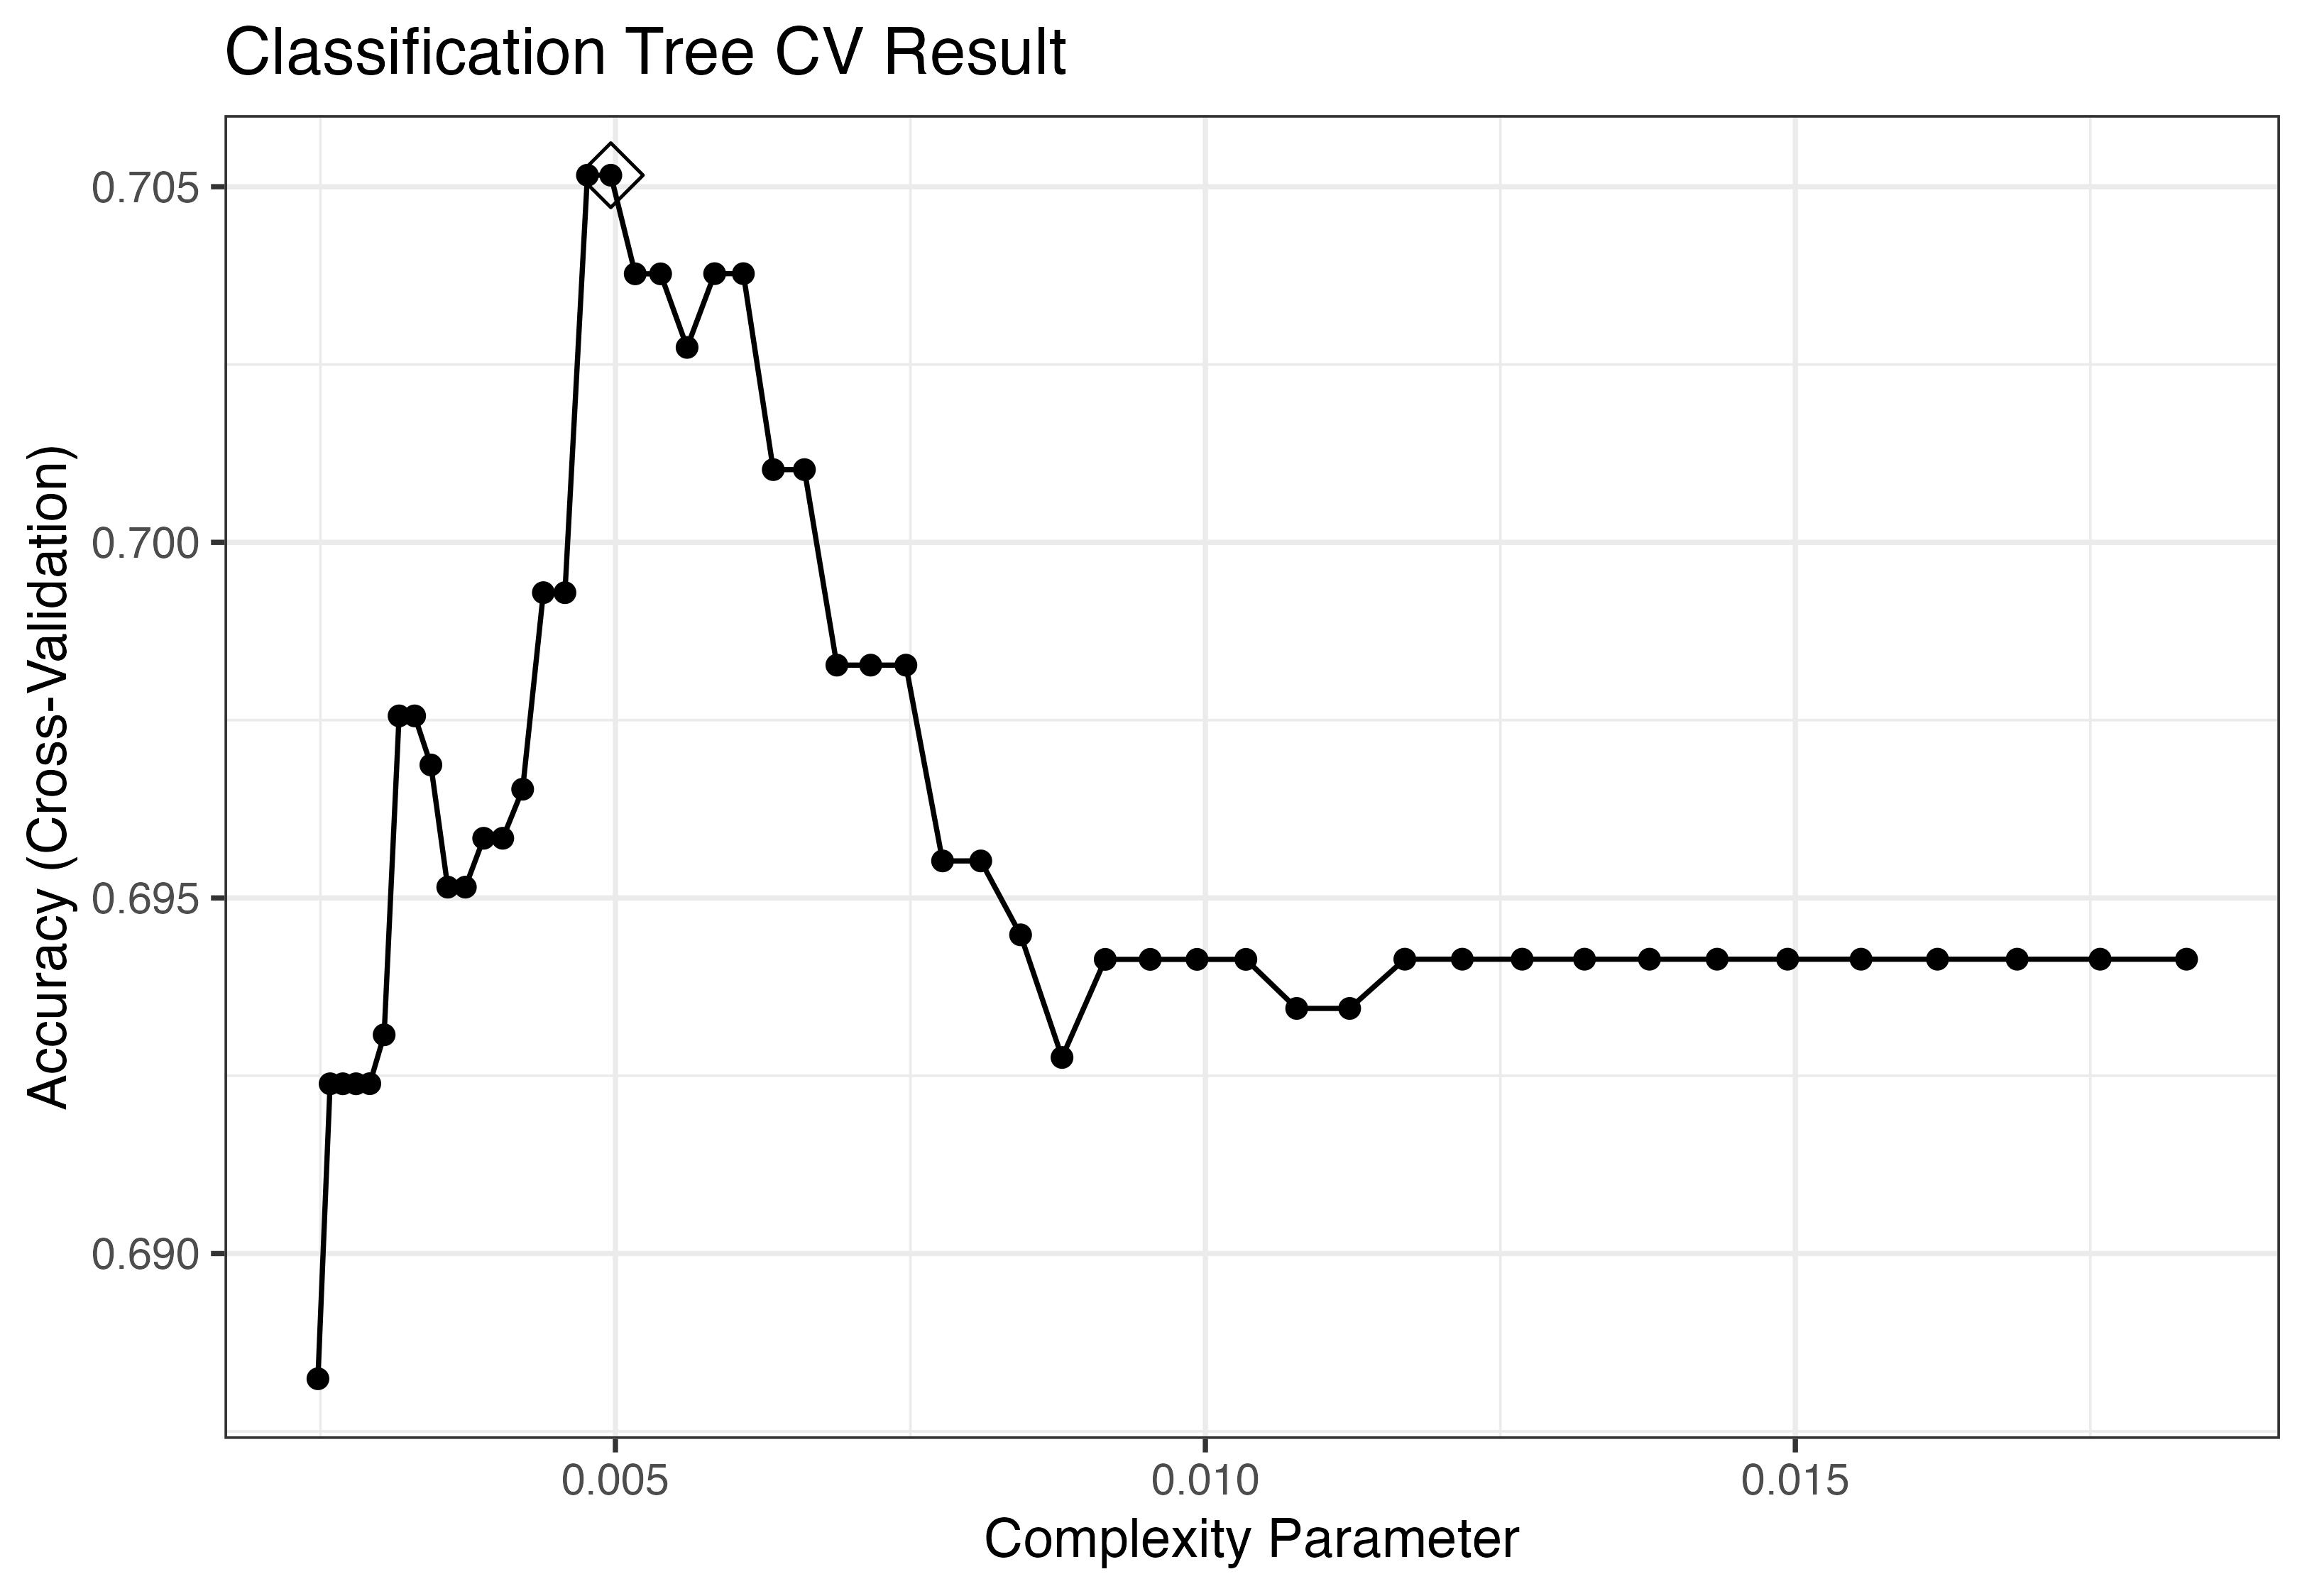 Classification Tree CV Result
0.705
0.700
0.695
0.690
Accuracy (Cross-Validation)
0.005
0.010
0.015
Complexity Parameter